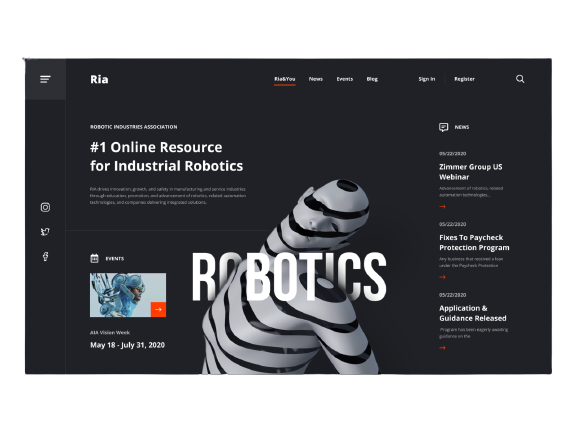 Ria
Ria&You News Events Blog Sign In Register
ROBOTIC INDUSTRIES ASSOCIATION
#1 Online Resource
for Industrial Robotics
RIA drives innovation, growth, and safety in manufacturing and service industries
through education, promotion, and advancement of robotics, related automation
technologies, and companies delivering integrated solutions.
EVENTS
AIA Vision Week
May 18 - July 31, 2020
ROBOTICS
NEWS
05/22/2020
Zimmer Group US
Webinar
Advancement of robotics, related
automation technologies...
05/22/2020
Fixes To Paycheck
Protection Program
Any business that received a loan
under the Paycheck Protection
05/22/2020
Application &
Guidance Released
Program has been eagerly awaiting
guidance on the